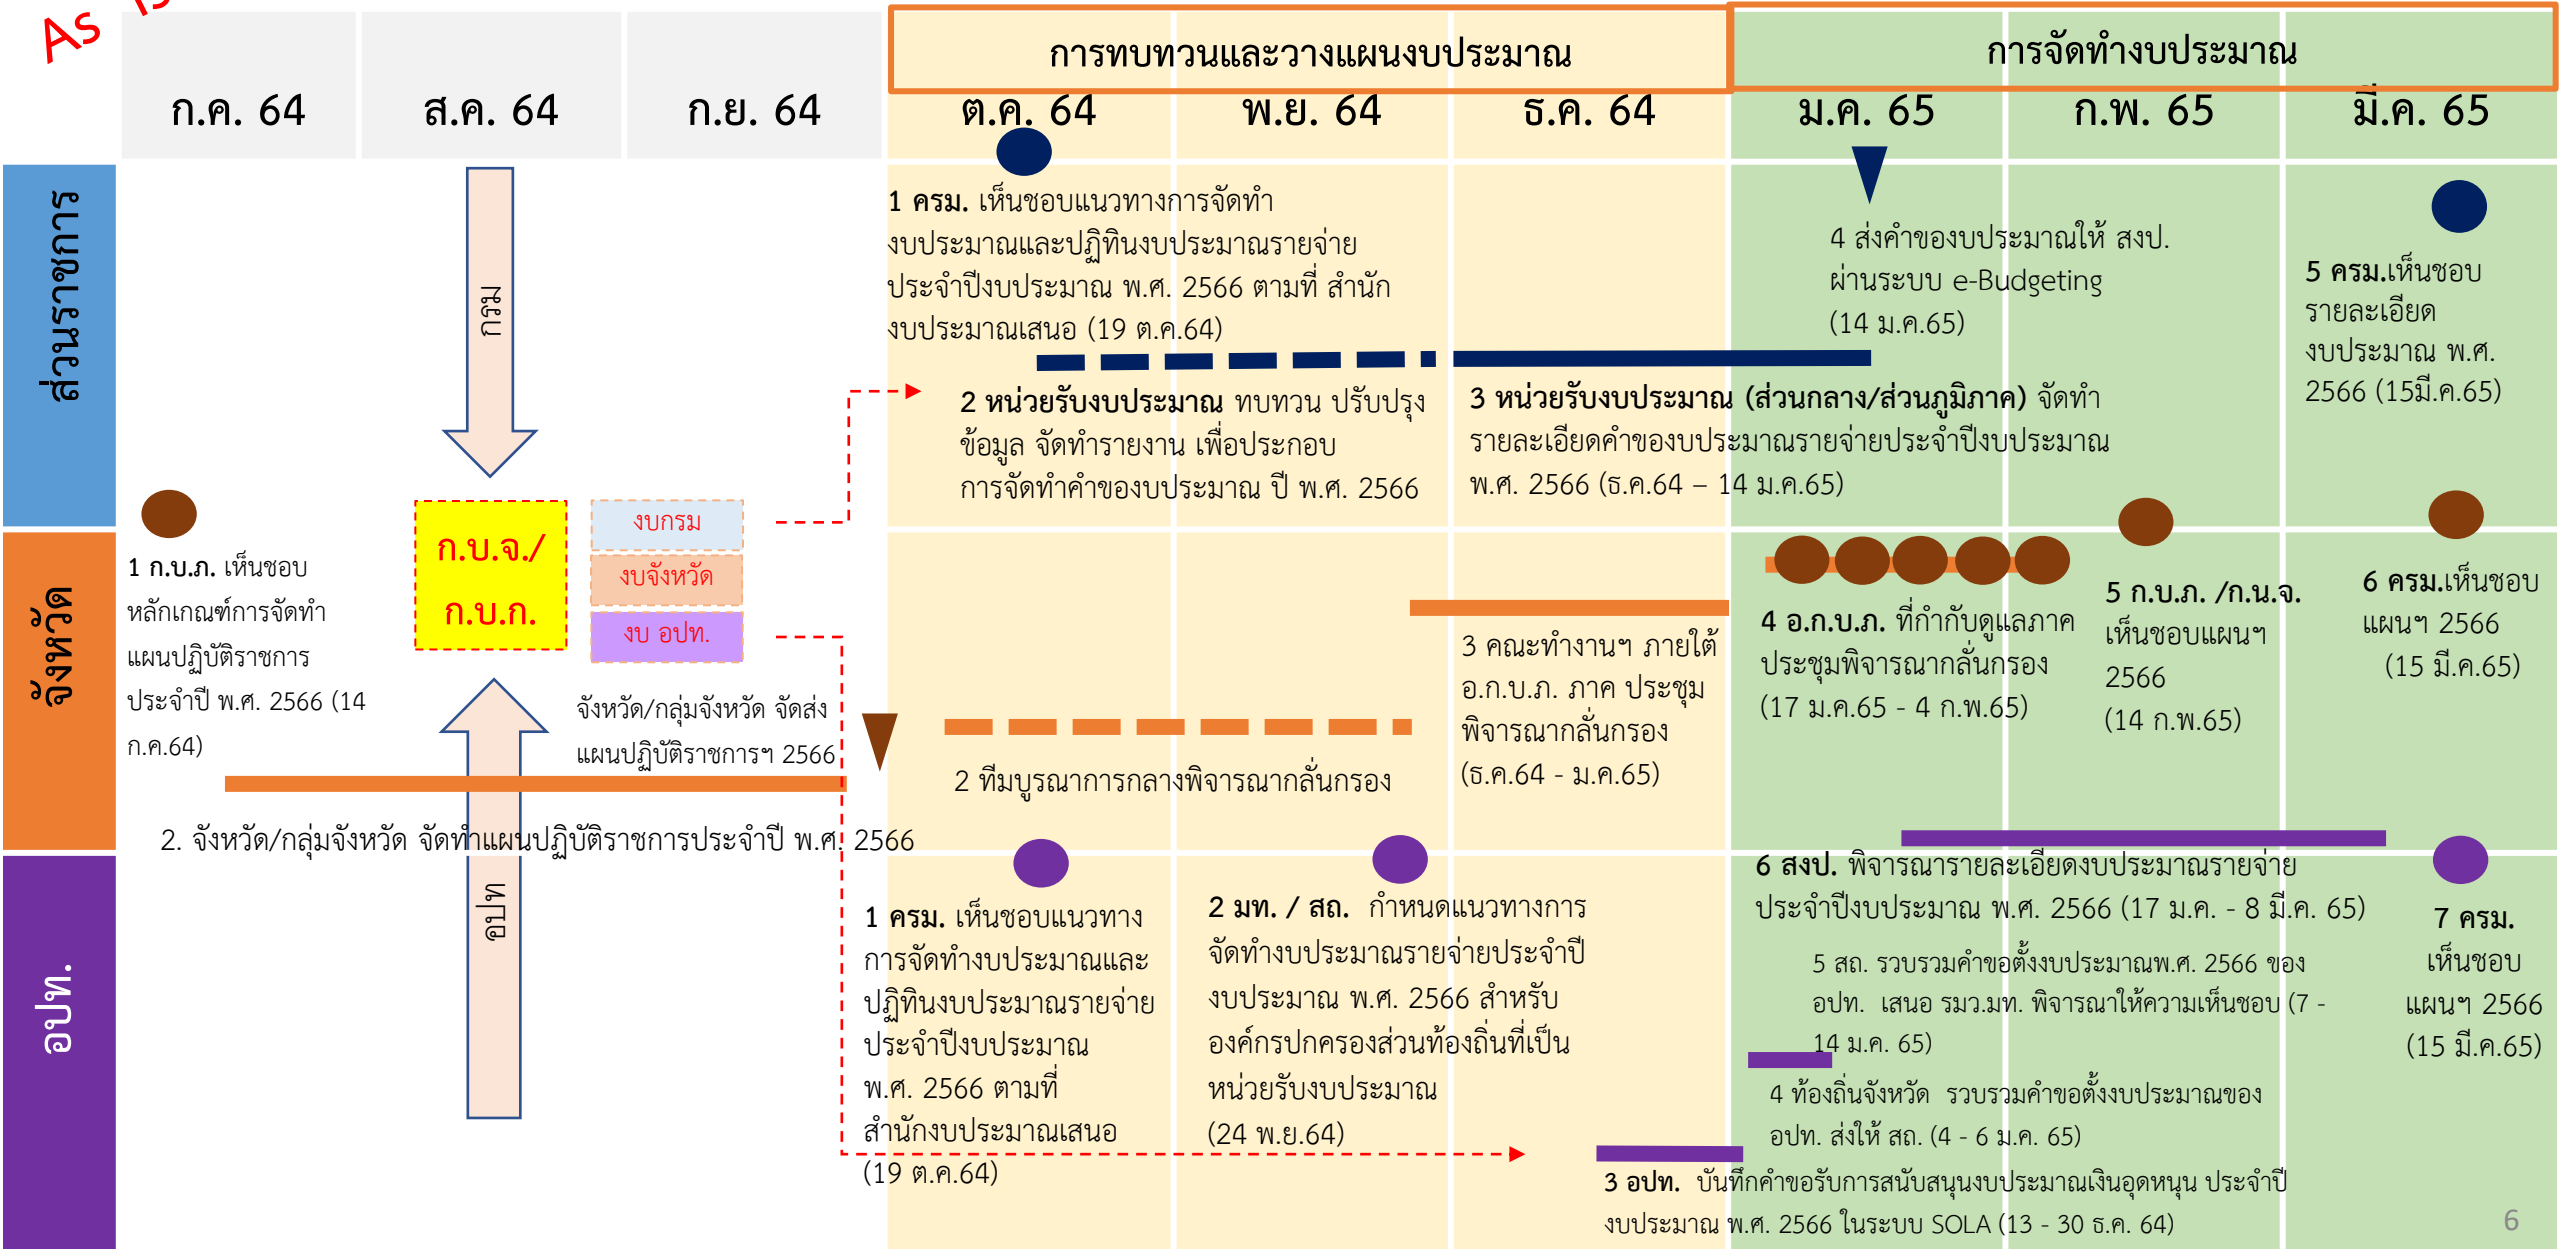 As is
การทบทวนและวางแผนงบประมาณ
การจัดทำงบประมาณ
ก.ค. 64
ส.ค. 64
ก.ย. 64
ต.ค. 64
พ.ย. 64
ธ.ค. 64
ม.ค. 65
ก.พ. 65
มี.ค. 65
ส่วนราชการ
กรม
1 ครม. เห็นชอบแนวทางการจัดทำ
งบประมาณและปฏิทินงบประมาณรายจ่าย
ประจำปีงบประมาณ พ.ศ. 2566 ตามที่ สำนัก
งบประมาณเสนอ (19 ต.ค.64)
2 หน่วยรับงบประมาณ ทบทวน ปรับปรุง
ข้อมูล จัดทำรายงาน เพื่อประกอบ
การจัดทำคำของบประมาณ ปี พ.ศ. 2566
3 หน่วยรับงบประมาณ (ส่วนกลาง/ส่วนภูมิภาค) จัดทำ
รายละเอียดคำของบประมาณรายจ่ายประจำปีงบประมาณ
พ.ศ. 2566 (ธ.ค.64 – 14 ม.ค.65)
4 ส่งคำของบประมาณให้ สงป.
ผ่านระบบ e-Budgeting
(14 ม.ค.65)
5 ครม.เห็นชอบ
รายละเอียด
งบประมาณ พ.ศ.
2566 (15มี.ค.65)
จังหวัด
1 ก.บ.ภ. เห็นชอบ
หลักเกณฑ์การจัดทำ
แผนปฏิบัติราชการ
ประจำปี พ.ศ. 2566 (14
ก.ค.64)
ก.บ.จ./
ก.บ.ก.
งบกรม
งบจังหวัด
งบ อปท.
จังหวัด/กลุ่มจังหวัด จัดส่ง
แผนปฏิบัติราชการฯ 2566
2. จังหวัด/กลุ่มจังหวัด จัดทำแผนปฏิบัติราชการประจำปี พ.ศ. 2566
2 ทีมบูรณาการกลางพิจารณากลั่นกรอง
3 คณะทำงานฯ ภายใต้
อ.ก.บ.ภ. ภาค ประชุม
พิจารณากลั่นกรอง
(ธ.ค.64 - ม.ค.65)
4 อ.ก.บ.ภ. ที่กำกับดูแลภาค
ประชุมพิจารณากลั่นกรอง
(17 ม.ค.65 - 4 ก.พ.65)
5 ก.บ.ภ. /ก.น.จ.
เห็นชอบแผนฯ
2566
(14 ก.พ.65)
6 ครม.เห็นชอบ
แผนฯ 2566
(15 มี.ค.65)
อปท.
อปท
1 ครม. เห็นชอบแนวทาง
การจัดทำงบประมาณและ
ปฏิทินงบประมาณรายจ่าย
ประจำปีงบประมาณ
พ.ศ. 2566 ตามที่
สำนักงบประมาณเสนอ
(19 ต.ค.64)
2 มท. / สถ. กำหนดแนวทางการ
จัดทำงบประมาณรายจ่ายประจำปี
งบประมาณ พ.ศ. 2566 สำหรับ
องค์กรปกครองส่วนท้องถิ่นที่เป็น
หน่วยรับงบประมาณ
(24 พ.ย.64)
6 สงป. พิจารณารายละเอียดงบประมาณรายจ่าย
ประจำปีงบประมาณ พ.ศ. 2566 (17 ม.ค. - 8 มี.ค. 65)
5 สถ. รวบรวมคำขอตั้งงบประมาณพ.ศ. 2566 ของ
อปท. เสนอ รมว.มท. พิจารณาให้ความเห็นชอบ (7 -
14 ม.ค. 65)
4 ท้องถิ่นจังหวัด รวบรวมคำขอตั้งงบประมาณของ
อปท. ส่งให้ สถ. (4 - 6 ม.ค. 65)
3 อปท. บันทึกคำขอรับการสนับสนุนงบประมาณเงินอุดหนุน ประจำปี
งบประมาณ พ.ศ. 2566 ในระบบ SOLA (13 - 30 ธ.ค. 64)
7 ครม.
เห็นชอบ
แผนฯ 2566
(15 มี.ค.65)
6